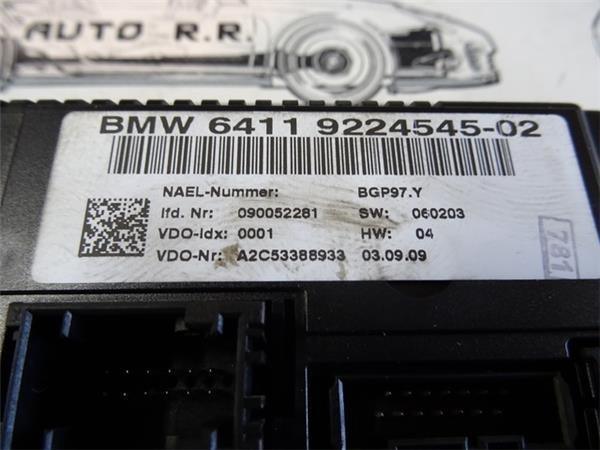 AUTO R.R.
BMW 6411 9224545-02
NAEL-Nummer: BGP97.Y
lfd. Nr: 090052281 SW: 060203
VDO-Idx: 0001 HW: 04
VDO-Nr: A2C53388933 03.09.09
781